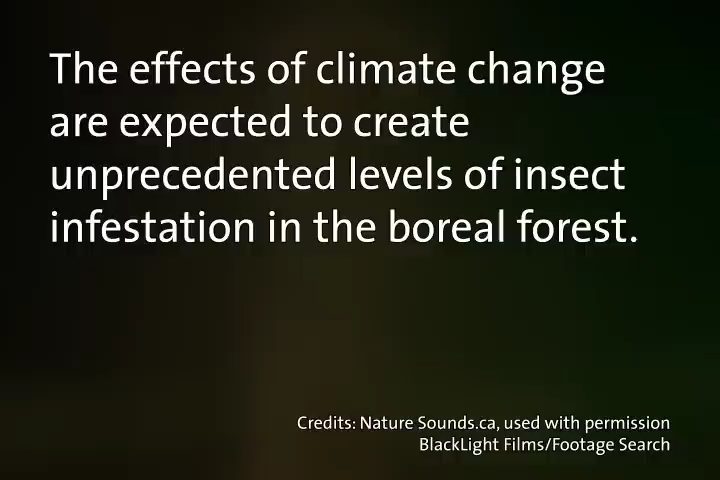 The effects of climate change
are expected to create
unprecedented levels of insect
infestation in the boreal forest.
Credits: Nature Sounds.ca, used with permission
BlackLight Films/Footage Search